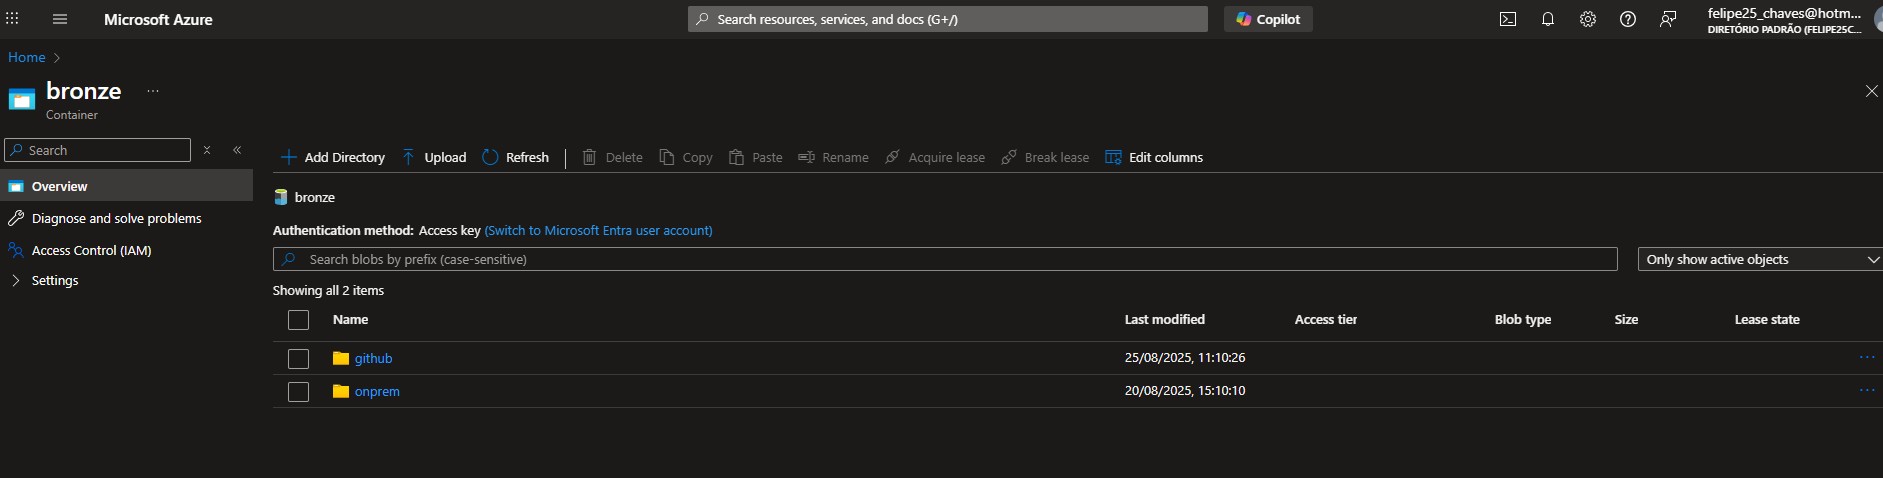 Microsoft Azure
Search resources, services, and docs (G+/)
Copilot
felipe25_chaves@hotm...
DIRETÓRIO PADRÃO (FELIPE25C...
Home
bronze
...
Container
Search
Add Directory
Upload
Refresh
Delete
Copy
Paste
Rename
Acquire lease
Break lease
Edit columns
Overview
Diagnose and solve problems
Access Control (IAM)
Settings
bronze
Authentication method: Access key (Switch to Microsoft Entra user account)
Search blobs by prefix (case-sensitive)
Only show active objects
Showing all 2 items
Name Last modified Access tier Blob type Size Lease state
github 25/08/2025, 11:10:26 ...
onprem 20/08/2025, 15:10:10 ...